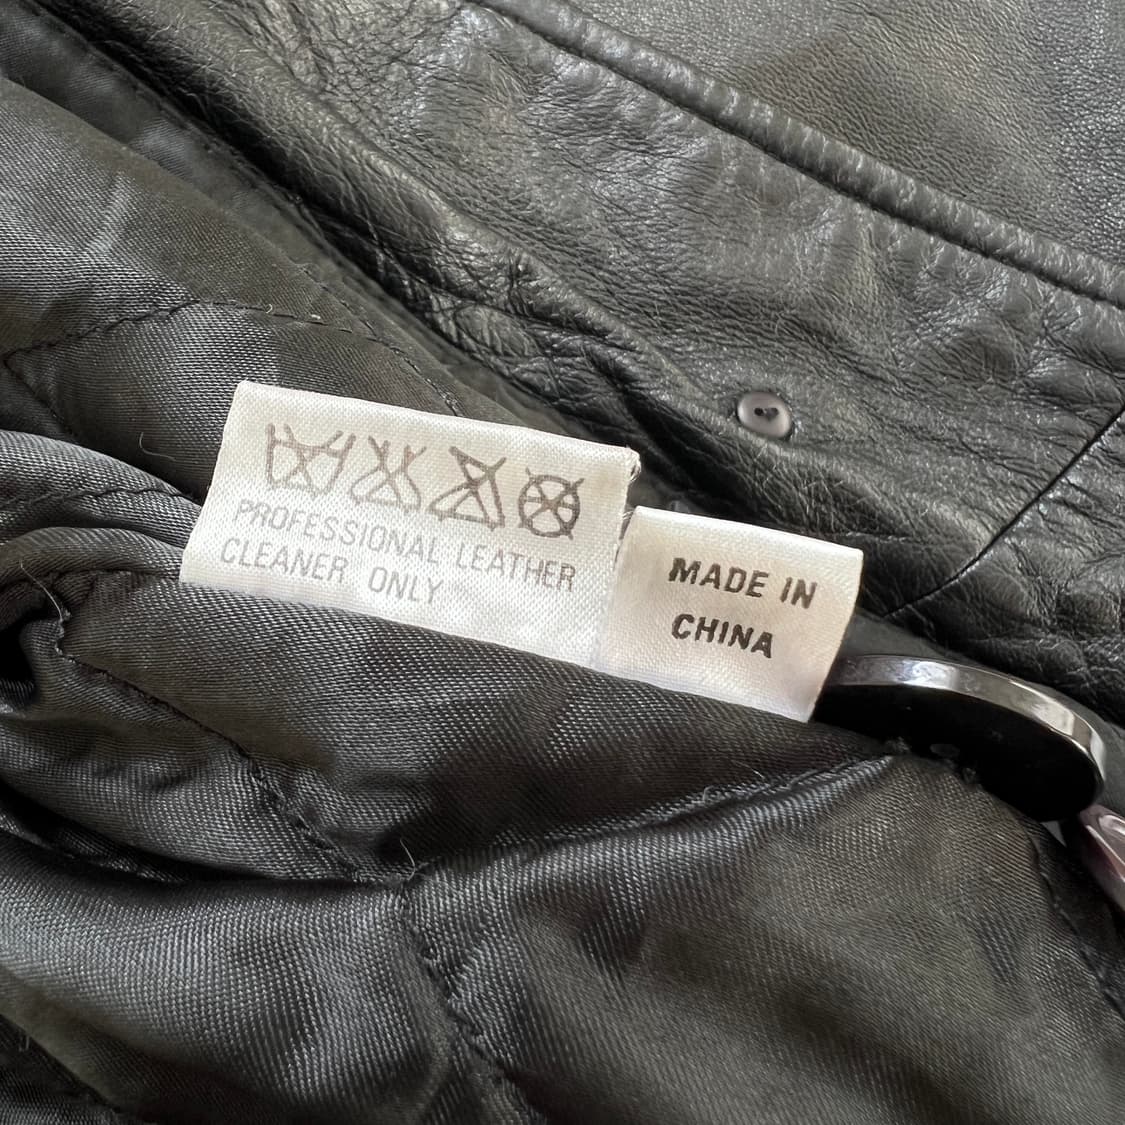 PROFESSIONAL LEATHER
CLEANER ONLY
MADE IN
CHINA